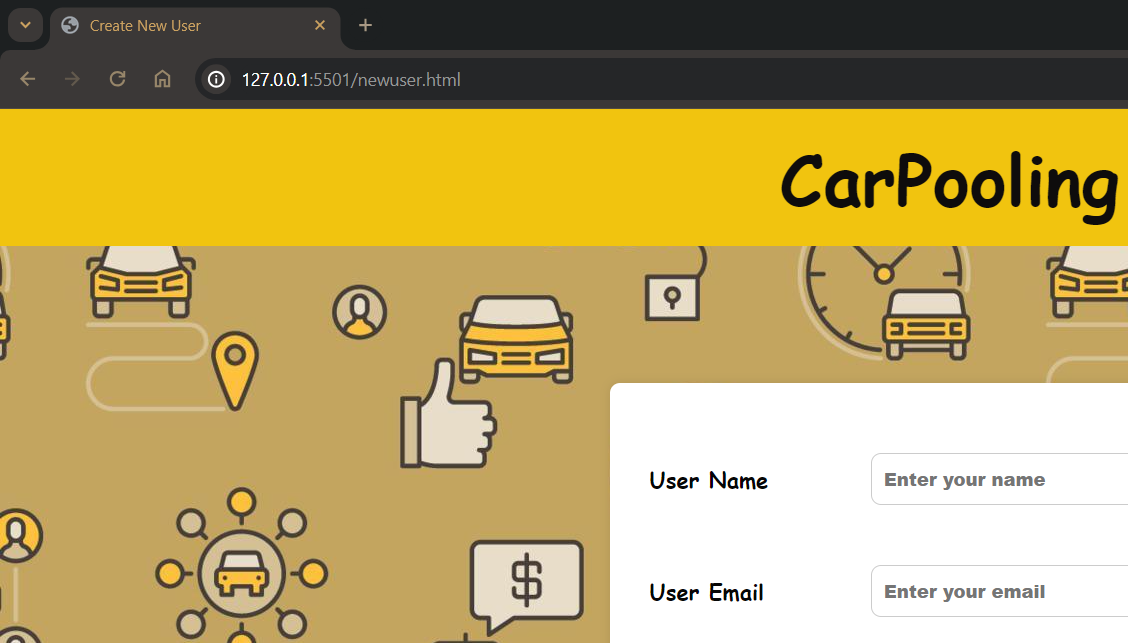 Create New User
127.0.0.1:5501/newuser.html
CarPooling
User Name
Enter your name
$
User Email
Enter your email